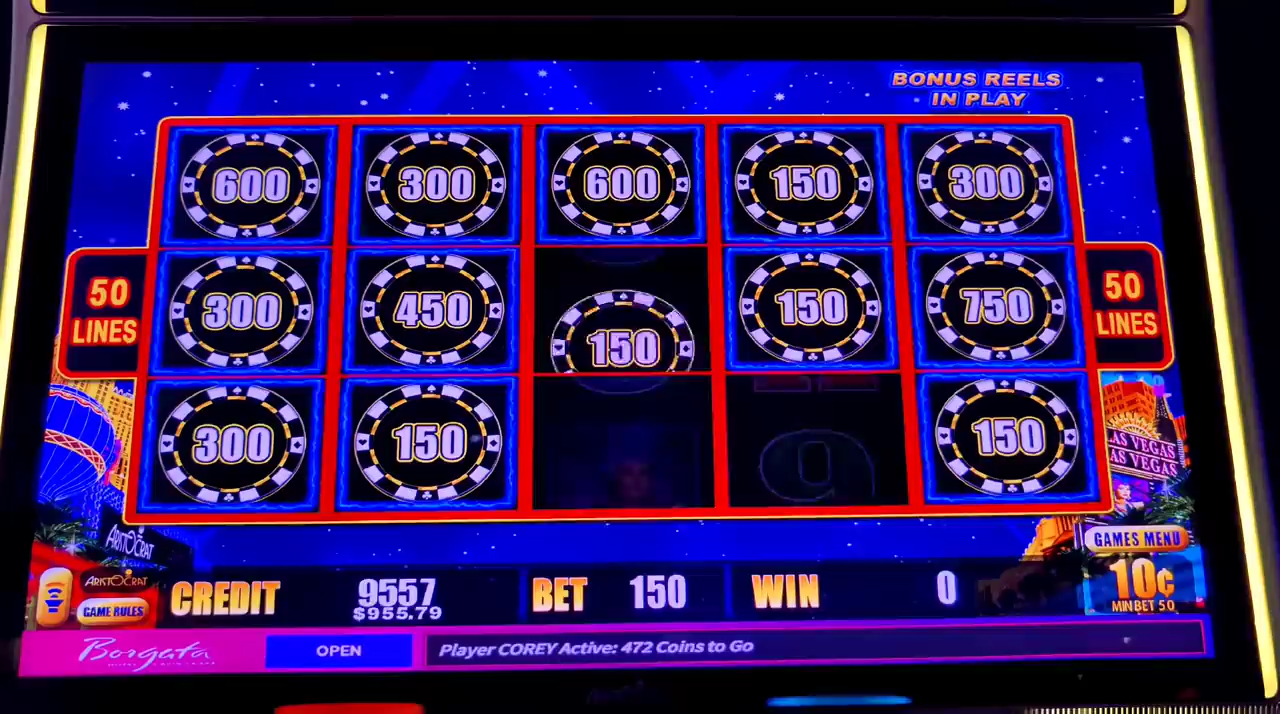 BONUS REELS
IN PLAY
600 300 600 150 300
50
LINES
300 450 150 150 750
50
LINES
300 150 9 150
LAS VEGAS
LAS VEGAS
ARISTOCRAT
GAMES MENU
ARISTOCRAT
GAME RULES
CREDIT 9557
$955.79
BET 150
WIN 0
10¢
MIN BET 50
Borgata
OPEN
Player COREY Active: 472 Coins to Go